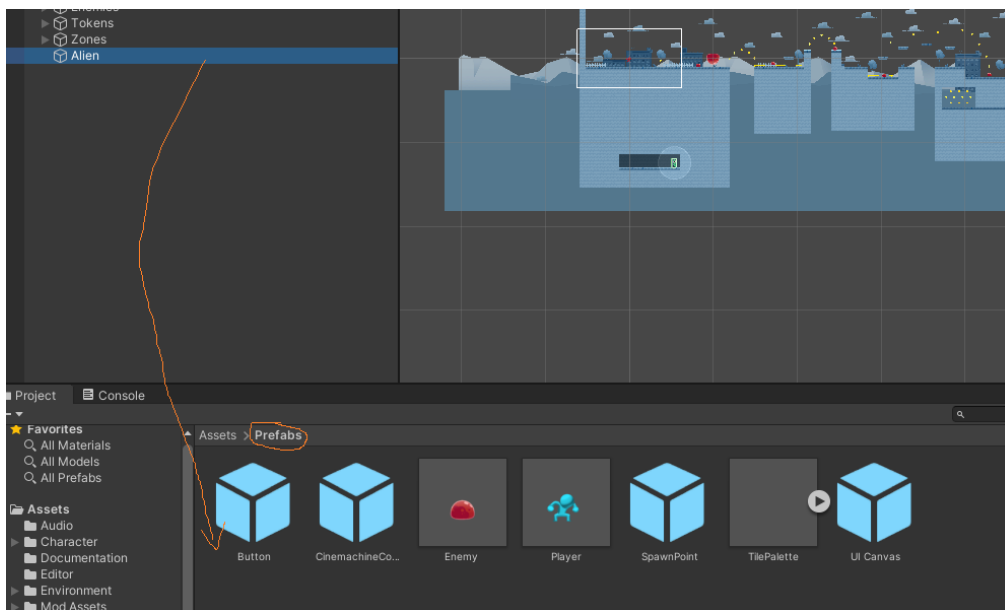 Enemies
Tokens
Zones
Alien
Project
Console
Favorites
Assets > Prefabs
All Materials
All Models
All Prefabs
Assets
Audio
Character
Documentation
Editor
Environment
Mod Assets
Button
CinemachineCo...
Enemy
Player
SpawnPoint
TilePalette
UI Canvas